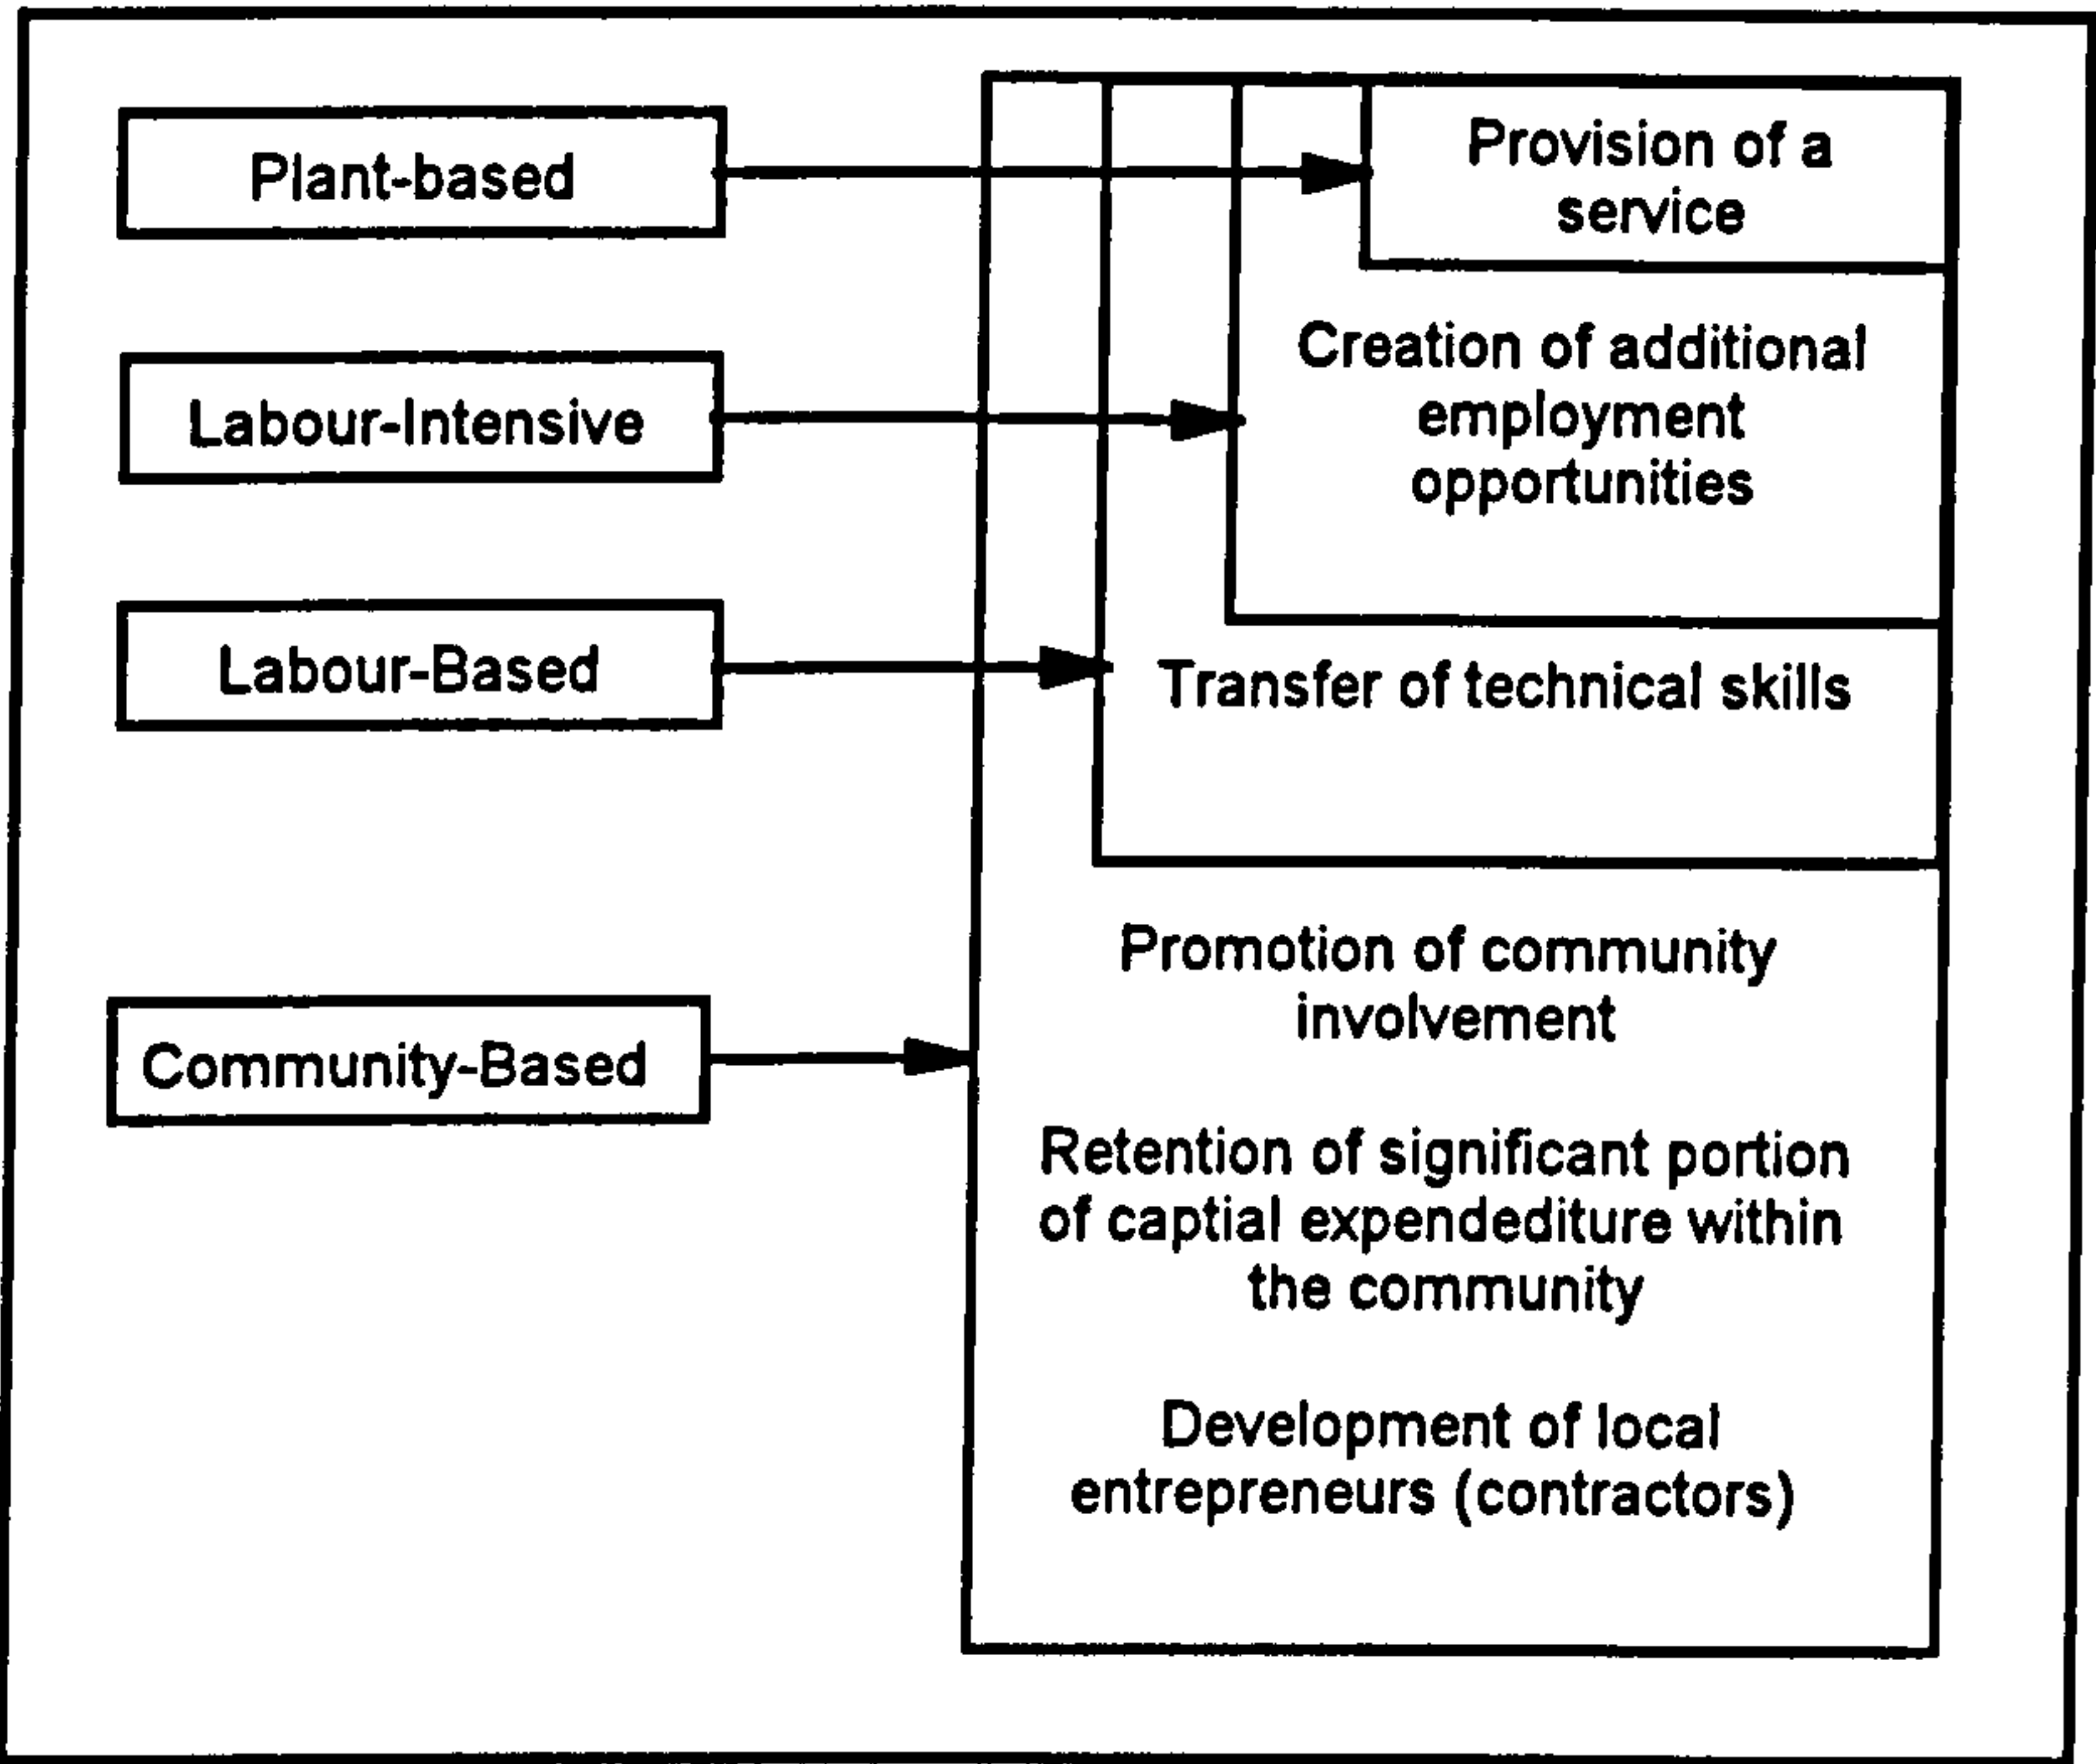 Plant-based
Provision of a
service
Labour-Intensive
Creation of additional
employment
opportunities
Labour-Based
Transfer of technical skills
Community-Based
Promotion of community
involvement
Retention of significant portion
of captial expendediture within
the community
Development of local
entrepreneurs (contractors)